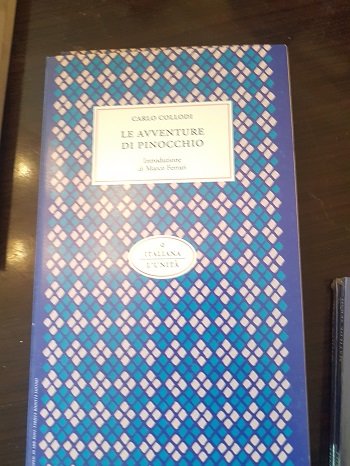 CARLO COLLODI
LE AVVENTURE
DI PINOCCHIO
Introduzione
di Marco Ferrari
ITALIANA
L'UNITÀ